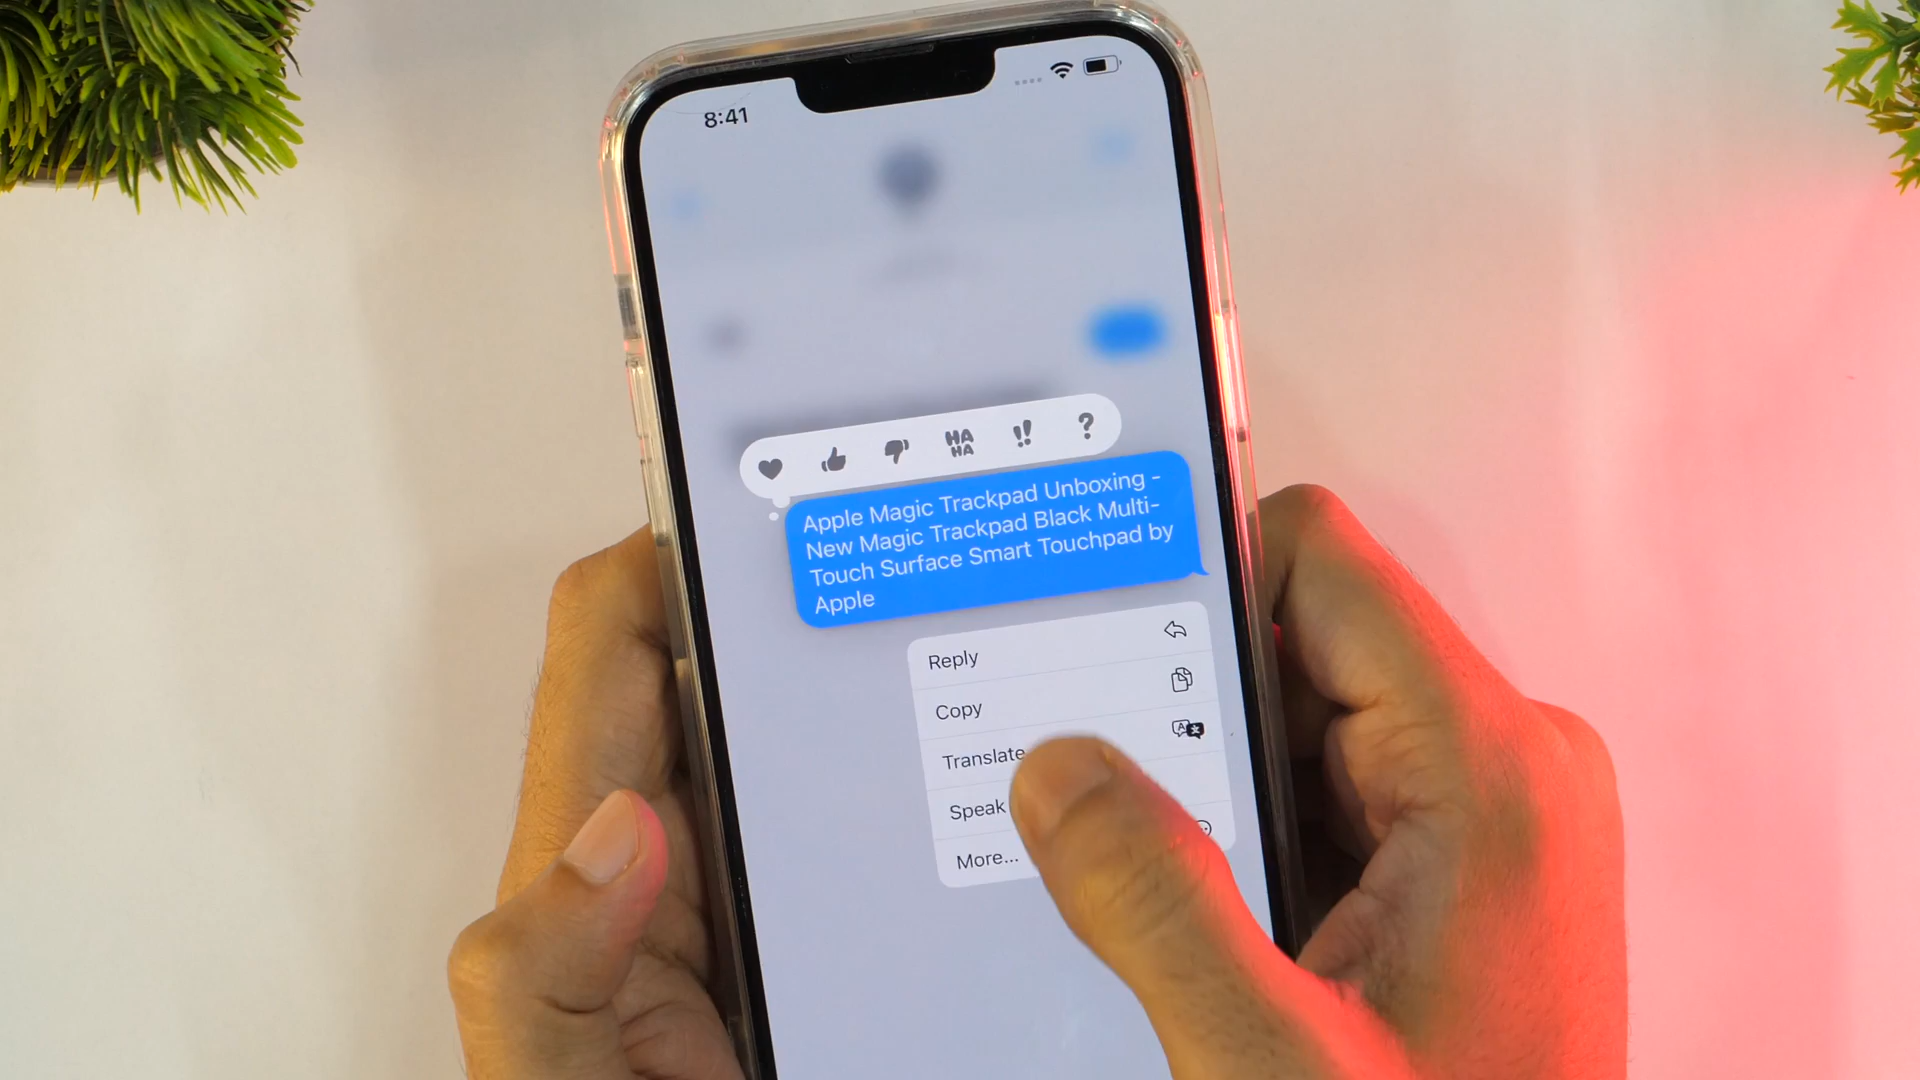 8:41
HA
HA
!!
?
Apple Magic Trackpad Unboxing -
New Magic Trackpad Black Multi-
Touch Surface Smart Touchpad by
Apple
Reply
Copy
Translate
Speak
More...